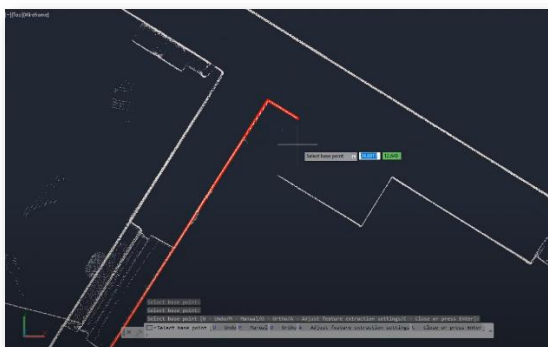 [-][Top][Wireframe]
Select base point
Select base point:
Select base point:
Select base point [U - Undo/M - Manual/O - Ortho/A - Adjust feature extraction settings/C - Close or press Enter]:
Select base point [U Undo M Manual O Ortho A Adjust feature extraction settings C Close or press Enter]: